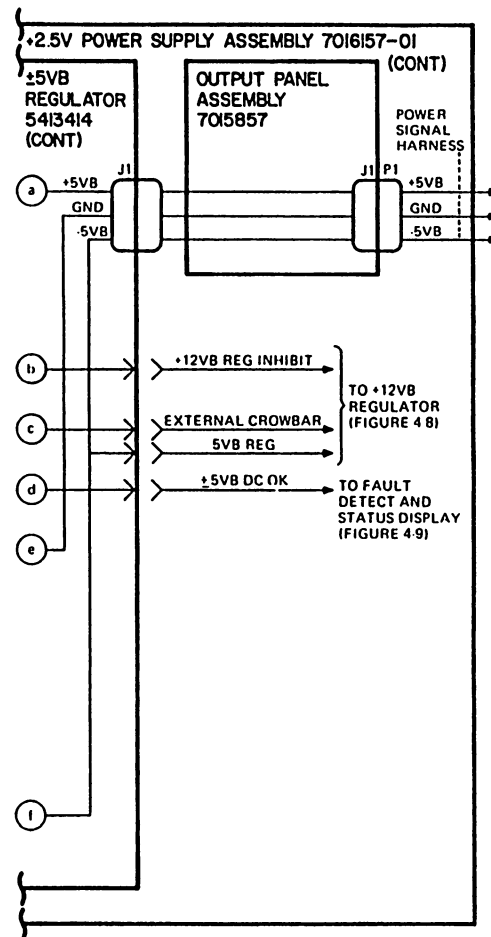 +2.5V POWER SUPPLY ASSEMBLY 7016157-01
(CONT)
±5VB
REGULATOR
5413414
(CONT)
OUTPUT PANEL
ASSEMBLY
7015857
POWER
SIGNAL
HARNESS
J1
J1 P1
a
+5VB
+5VB
GND
GND
-5VB
-5VB
b
+12VB REG INHIBIT
TO +12VB
REGULATOR
(FIGURE 4-8)
c
EXTERNAL CROWBAR
5VB REG
d
±5VB DC OK
TO FAULT
DETECT AND
STATUS DISPLAY
(FIGURE 4-9)
e
f